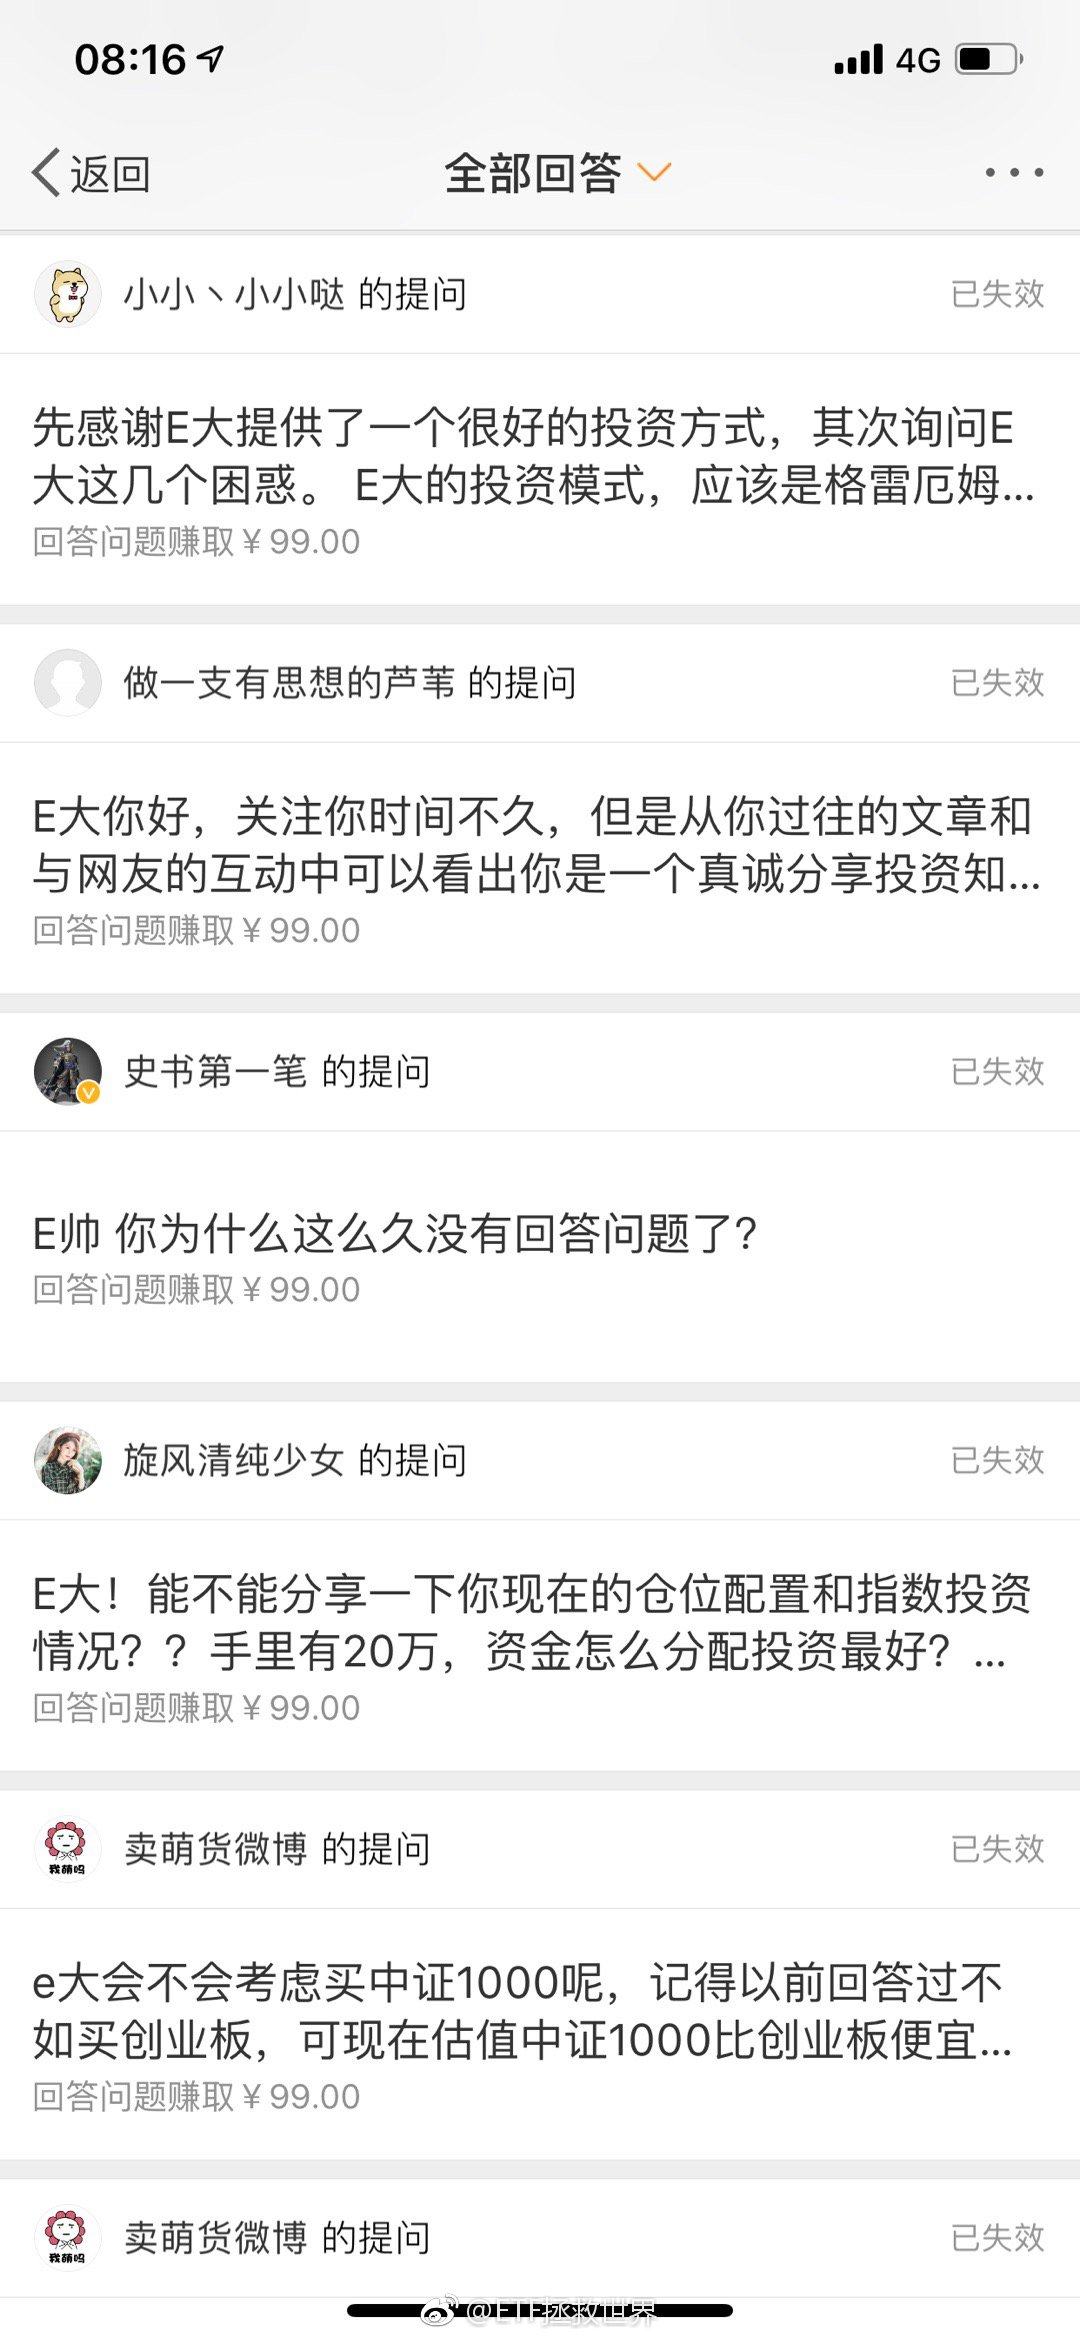 08:16
4G
返回
全部回答
小小丶小小哒 的提问
已失效
先感谢E大提供了一个很好的投资方式，其次询问E
大这几个困惑。 E大的投资模式，应该是格雷厄姆...
回答问题赚取￥99.00
做一支有思想的芦苇 的提问
已失效
E大你好，关注你时间不久，但是从你过往的文章和
与网友的互动中可以看出你是一个真诚分享投资知...
回答问题赚取￥99.00
史书第一笔 的提问
已失效
E帅 你为什么这么久没有回答问题了？
回答问题赚取￥99.00
旋风清纯少女 的提问
已失效
E大！能不能分享一下你现在的仓位配置和指数投资
情况？？手里有20万，资金怎么分配投资最好？...
回答问题赚取￥99.00
我萌吗
卖萌货微博 的提问
已失效
e大会不会考虑买中证1000呢，记得以前回答过不
如买创业板，可现在估值中证1000比创业板便宜...
回答问题赚取￥99.00
我萌吗
卖萌货微博 的提问
已失效
@ETF拯救世界